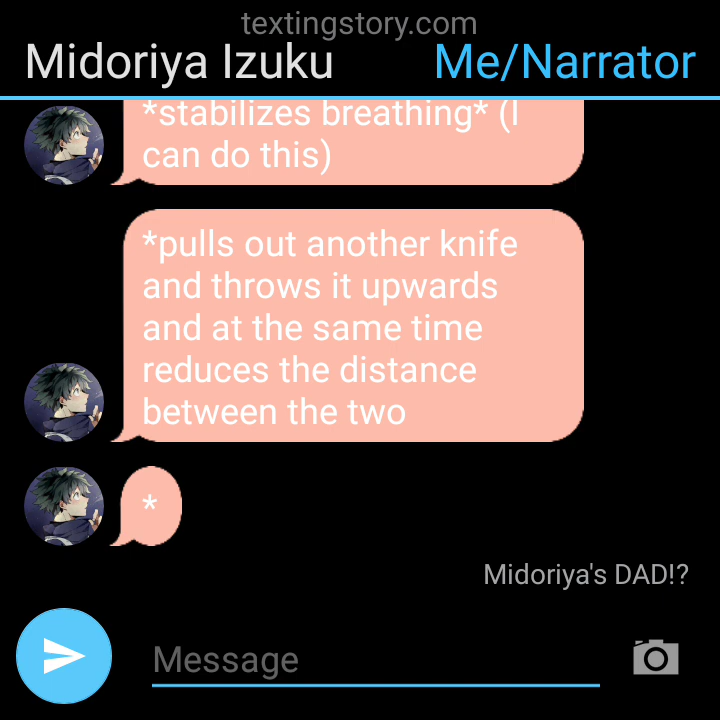 textingstory.com
Midoriya Izuku Me/Narrator
*stabilizes breathing* (I
can do this)
*pulls out another knife
and throws it upwards
and at the same time
reduces the distance
between the two
*
Midoriya's DAD!?
Message